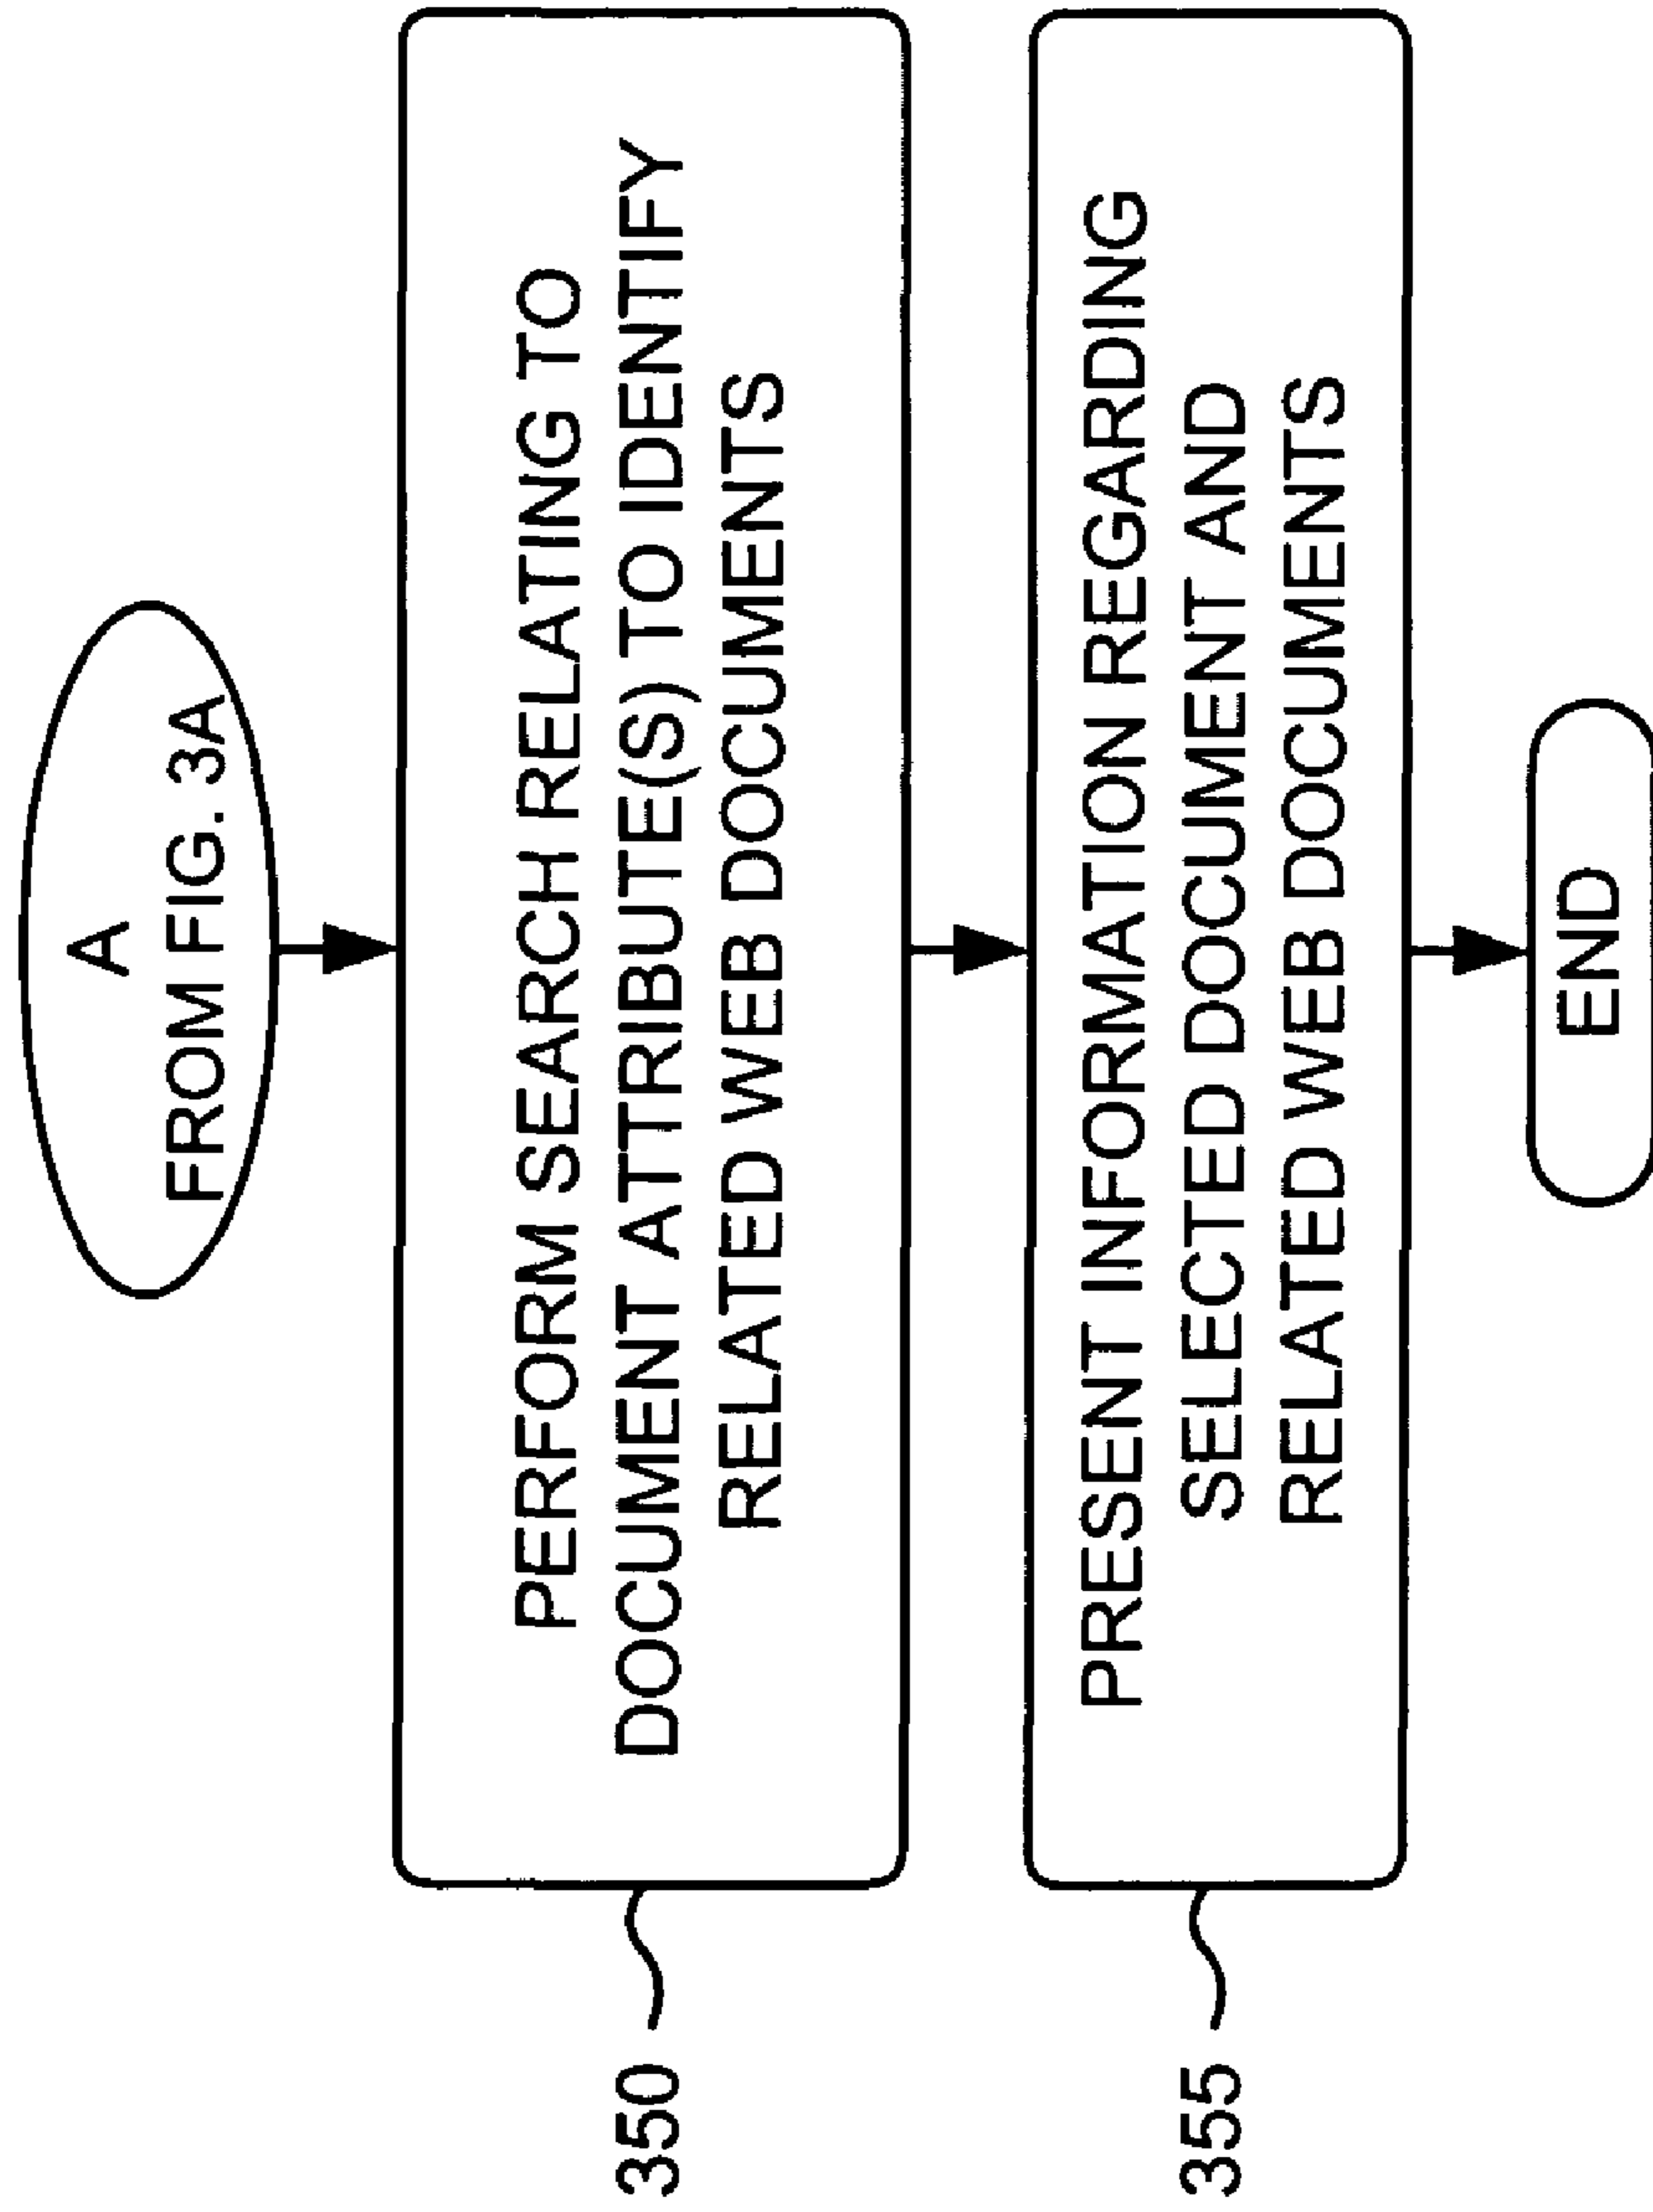 A
FROM FIG. 3A
350
PERFORM SEARCH RELATING TO
DOCUMENT ATTRIBUTE(S) TO IDENTIFY
RELATED WEB DOCUMENTS
355
PRESENT INFORMATION REGARDING
SELECTED DOCUMENT AND
RELATED WEB DOCUMENTS
END